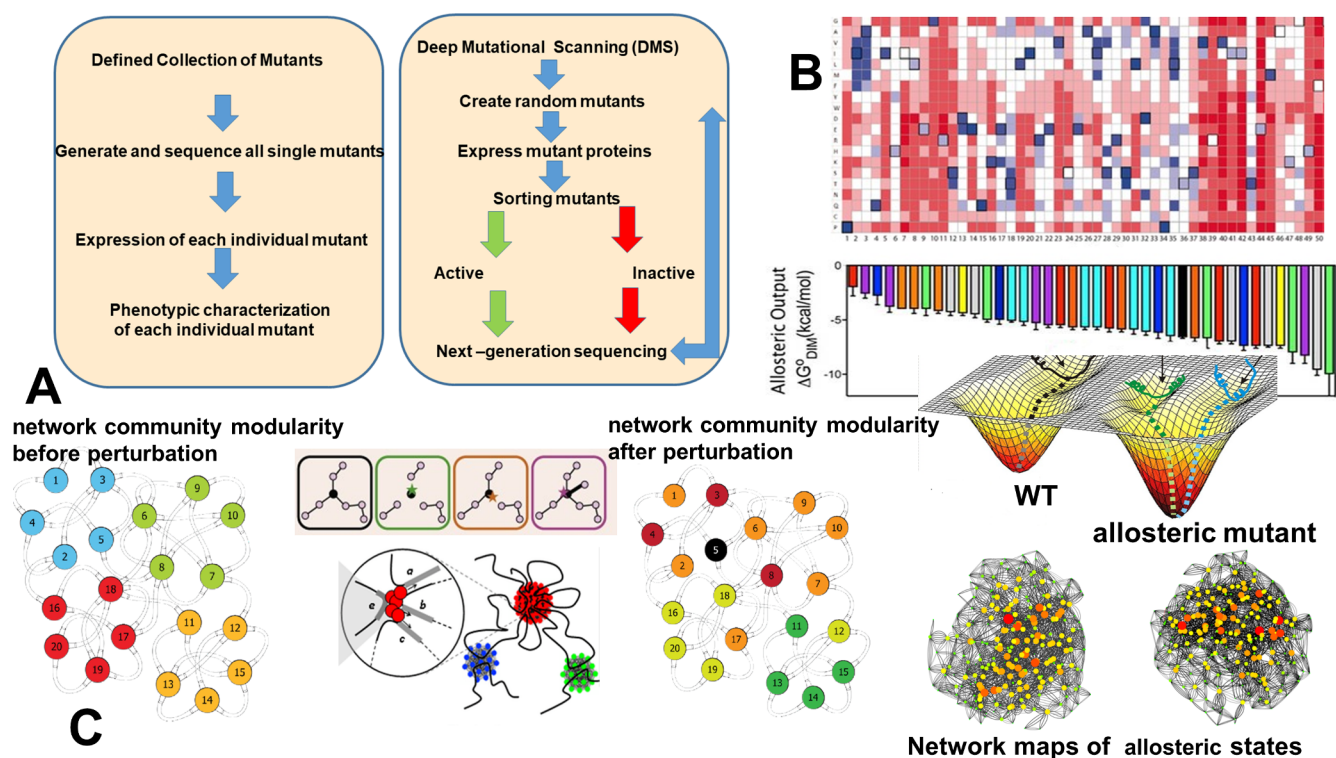 Defined Collection of Mutants
Generate and sequence all single mutants
Expression of each individual mutant
Phenotypic characterization
of each individual mutant
A
Deep Mutational Scanning (DMS)
Create random mutants
Express mutant proteins
Sorting mutants
Active
Inactive
Next –generation sequencing
B
G
A
V
I
L
M
F
Y
W
D
E
R
H
K
S
T
N
Q
C
P
1 2 3 4 5 6 7 8 9 10 11 12 13 14 15 16 17 18 19 20 21 22 23 24 25 26 27 28 29 30 31 32 33 34 35 36 37 38 39 40 41 42 43 44 45 46 47 48 49 50
0
-5
-10
Allosteric Output
ΔG°DIM(kcal/mol)
WT
allosteric mutant
network community modularity
before perturbation
1
3
9
4
6
10
5
2
8
7
18
16
11
12
17
20
19
15
13
14
C
a
e
b
c
network community modularity
after perturbation
1
3
9
4
6
10
5
2
8
7
18
16
11
12
17
20
19
15
13
14
Network maps of allosteric states